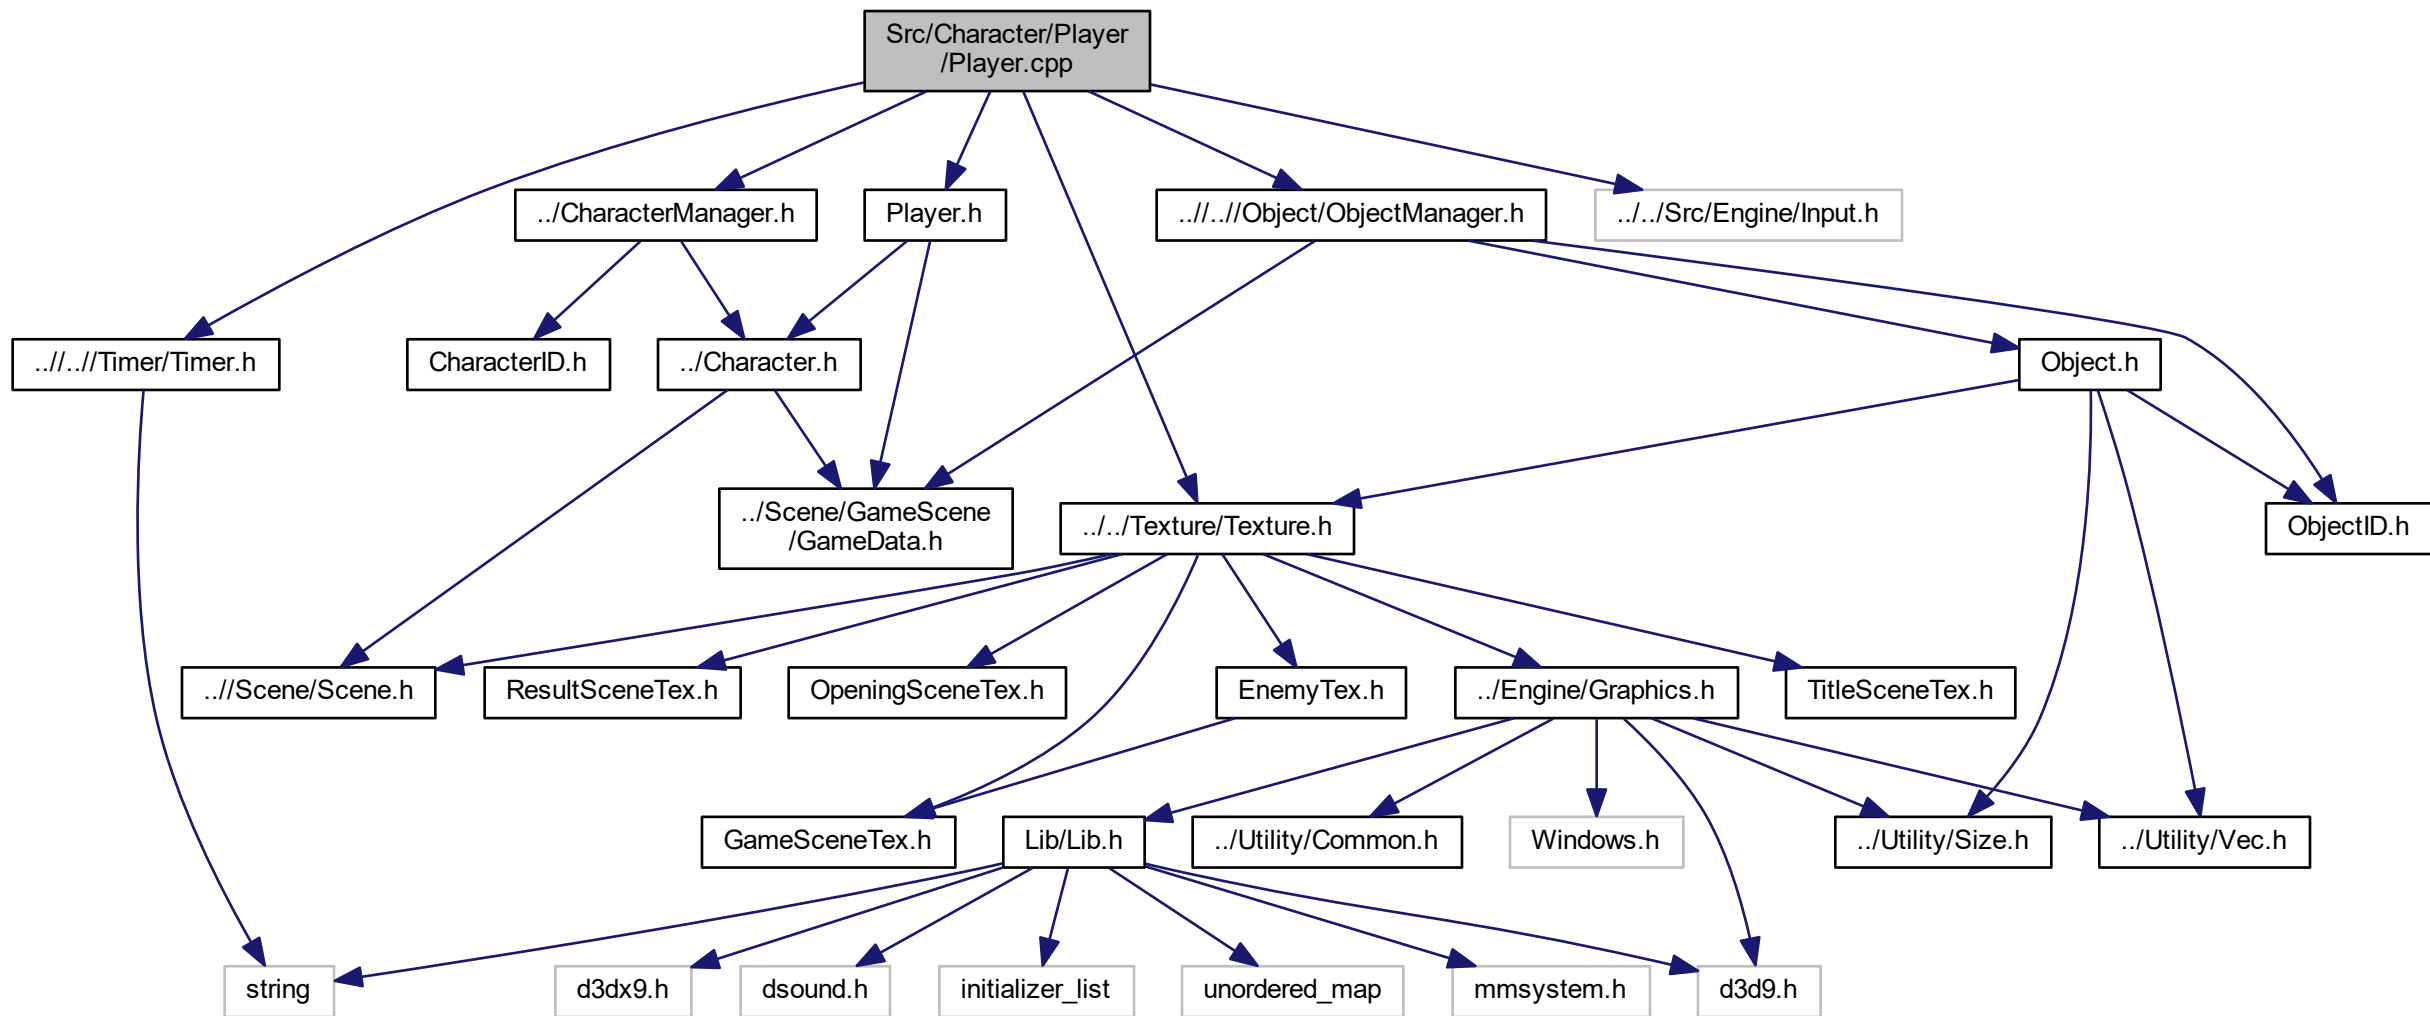 Src/Character/Player
/Player.cpp
../CharacterManager.h
Player.h
..//..//Object/ObjectManager.h
../../Src/Engine/Input.h
..//..//Timer/Timer.h
CharacterID.h
../Character.h
Object.h
../Scene/GameScene
/GameData.h
../../Texture/Texture.h
ObjectID.h
..//Scene/Scene.h
ResultSceneTex.h
OpeningSceneTex.h
EnemyTex.h
../Engine/Graphics.h
TitleSceneTex.h
GameSceneTex.h
Lib/Lib.h
../Utility/Common.h
Windows.h
../Utility/Size.h
../Utility/Vec.h
string
d3dx9.h
dsound.h
initializer_list
unordered_map
mmsystem.h
d3d9.h